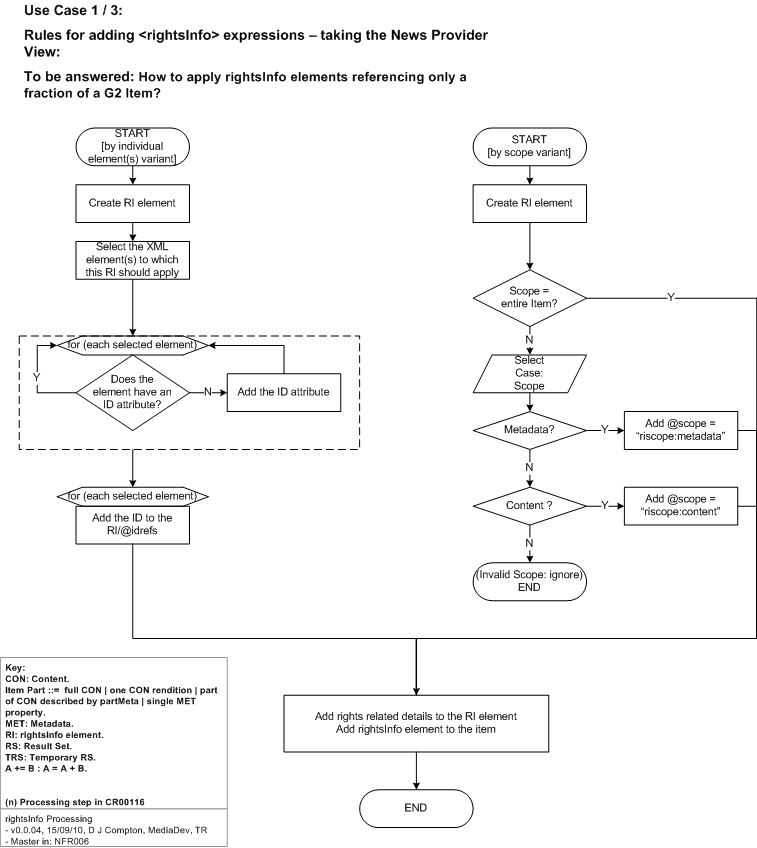 Use Case 1 / 3:
Rules for adding <rightsInfo> expressions – taking the News Provider
View:
To be answered: How to apply rightsInfo elements referencing only a
fraction of a G2 Item?
START
[by individual
element(s) variant]
Create RI element
Select the XML
element(s) to which
this RI should apply
for (each selected element)
Does the
element have an
ID attribute?
Y
N
Add the ID attribute
for (each selected element)
Add the ID to the
RI/@idrefs
START
[by scope variant]
Create RI element
Scope =
entire Item?
Y
N
Select
Case:
Scope
Metadata?
Y
Add @scope =
“riscope:metadata”
N
Content ?
Y
Add @scope =
“riscope:content”
N
(Invalid Scope: ignore)
END
Add rights related details to the RI element
Add rightsInfo element to the item
END
Key:
CON: Content.
Item Part ::= full CON | one CON rendition | part
of CON described by partMeta | single MET
property.
MET: Metadata.
RI: rightsInfo element.
RS: Result Set.
TRS: Temporary RS.
A += B ; A = A + B.
(n) Processing step in CR00116
rightsInfo Processing
- v0.0.04, 15/09/10, D J Compton, MediaDev, TR
- Master in: NFR006